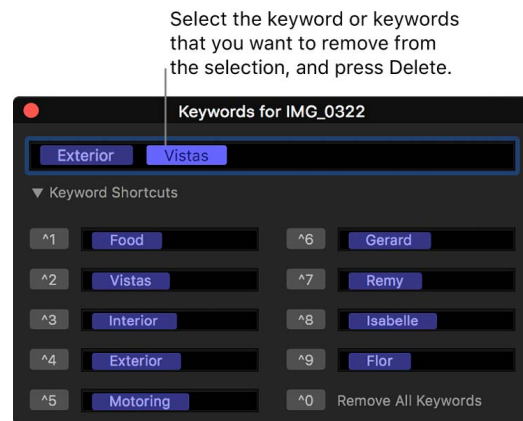 Select the keyword or keywords
that you want to remove from
the selection, and press Delete.
Keywords for IMG_0322
Exterior Vistas
▼ Keyword Shortcuts
^1 Food ^6 Gerard
^2 Vistas ^7 Remy
^3 Interior ^8 Isabelle
^4 Exterior ^9 Flor
^5 Motoring ^0 Remove All Keywords